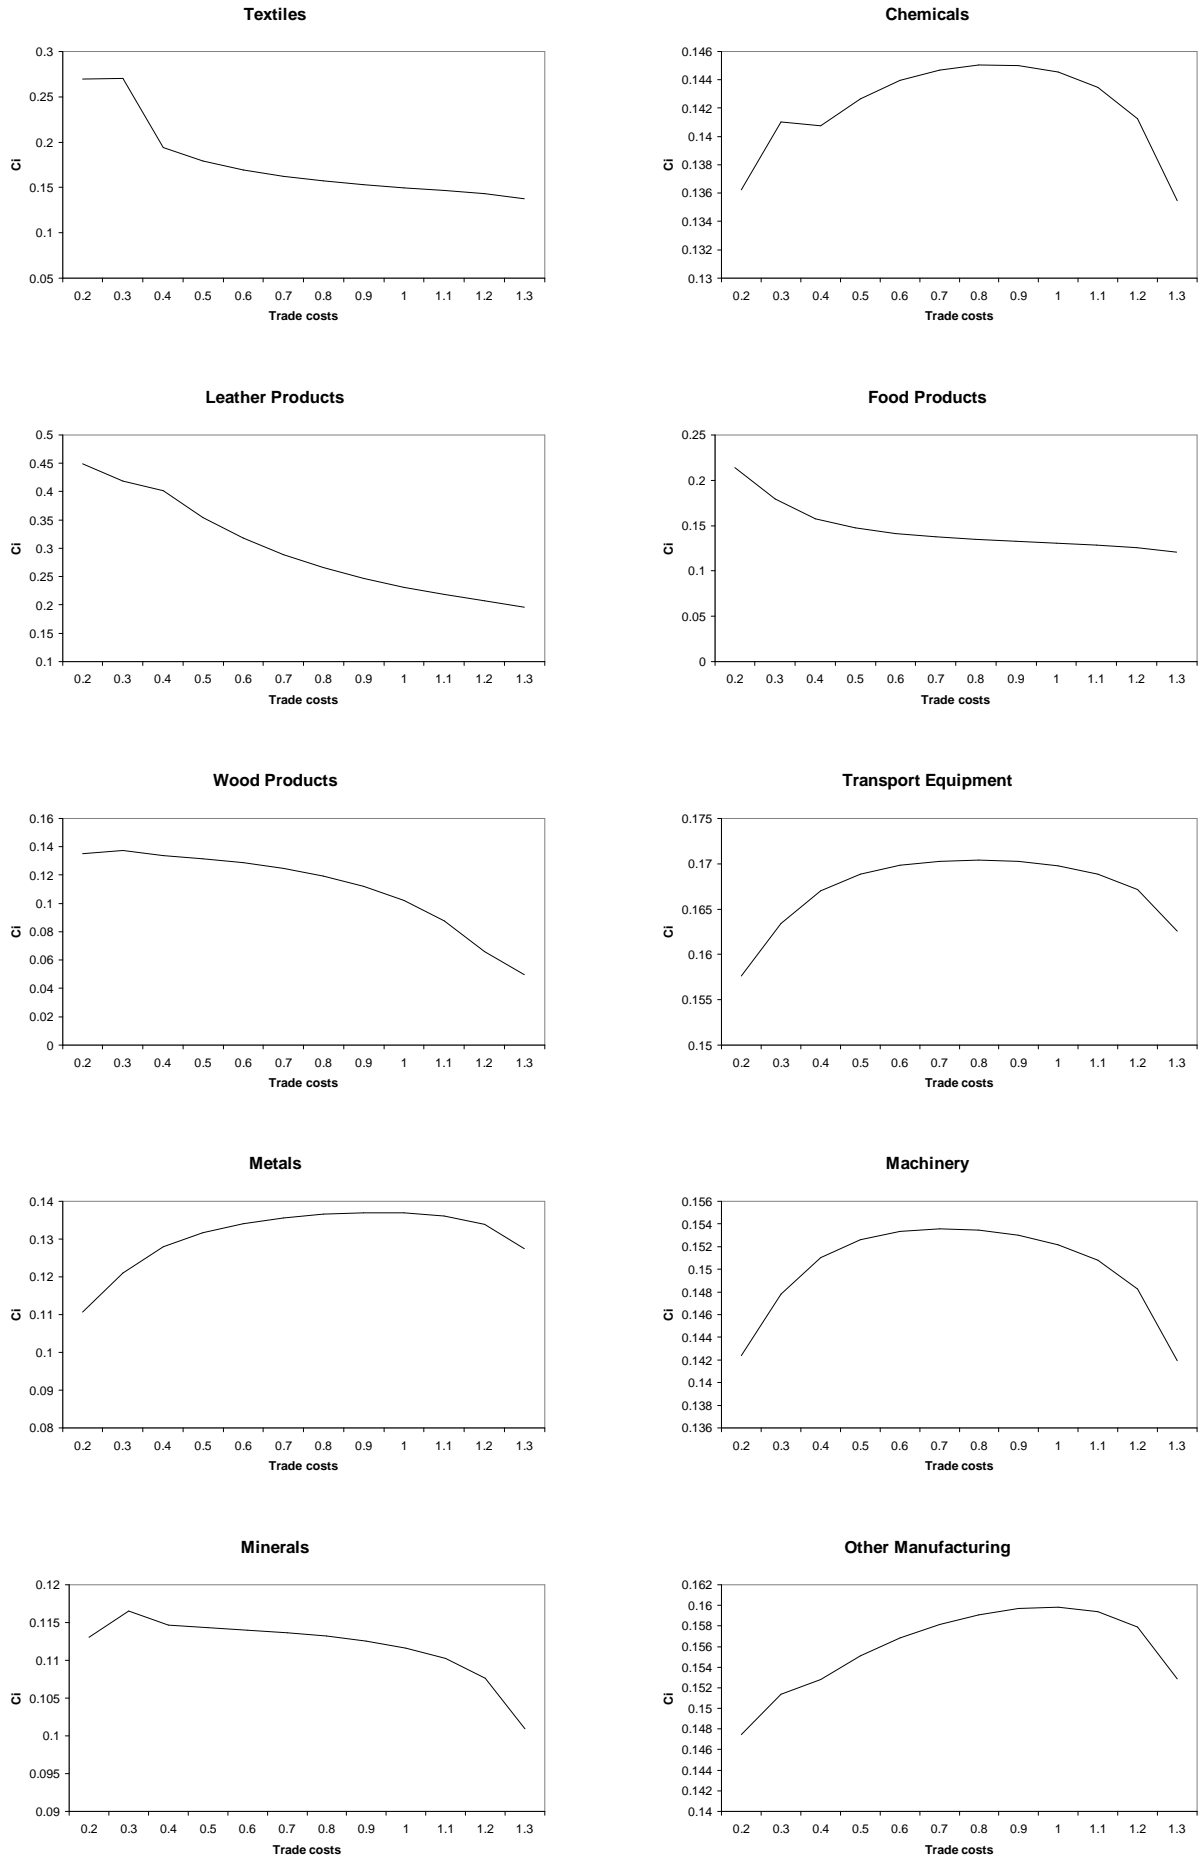 Textiles
0.3
0.25
0.2
0.15
0.1
0.05
Ci
0.2 0.3 0.4 0.5 0.6 0.7 0.8 0.9 1 1.1 1.2 1.3
Trade costs
Chemicals
0.146
0.144
0.142
0.14
0.138
0.136
0.134
0.132
0.13
Ci
0.2 0.3 0.4 0.5 0.6 0.7 0.8 0.9 1 1.1 1.2 1.3
Trade costs
Leather Products
0.5
0.45
0.4
0.35
0.3
0.25
0.2
0.15
0.1
Ci
0.2 0.3 0.4 0.5 0.6 0.7 0.8 0.9 1 1.1 1.2 1.3
Trade costs
Food Products
0.25
0.2
0.15
0.1
0.05
0
Ci
0.2 0.3 0.4 0.5 0.6 0.7 0.8 0.9 1 1.1 1.2 1.3
Trade costs
Wood Products
0.16
0.14
0.12
0.1
0.08
0.06
0.04
0.02
0
Ci
0.2 0.3 0.4 0.5 0.6 0.7 0.8 0.9 1 1.1 1.2 1.3
Trade costs
Transport Equipment
0.175
0.17
0.165
0.16
0.155
0.15
Ci
0.2 0.3 0.4 0.5 0.6 0.7 0.8 0.9 1 1.1 1.2 1.3
Trade costs
Metals
0.14
0.13
0.12
0.11
0.1
0.09
0.08
Ci
0.2 0.3 0.4 0.5 0.6 0.7 0.8 0.9 1 1.1 1.2 1.3
Trade costs
Machinery
0.156
0.154
0.152
0.15
0.148
0.146
0.144
0.142
0.14
0.138
0.136
Ci
0.2 0.3 0.4 0.5 0.6 0.7 0.8 0.9 1 1.1 1.2 1.3
Trade costs
Minerals
0.12
0.115
0.11
0.105
0.1
0.095
0.09
Ci
0.2 0.3 0.4 0.5 0.6 0.7 0.8 0.9 1 1.1 1.2 1.3
Trade costs
Other Manufacturing
0.162
0.16
0.158
0.156
0.154
0.152
0.15
0.148
0.146
0.144
0.142
0.14
Ci
0.2 0.3 0.4 0.5 0.6 0.7 0.8 0.9 1 1.1 1.2 1.3
Trade costs